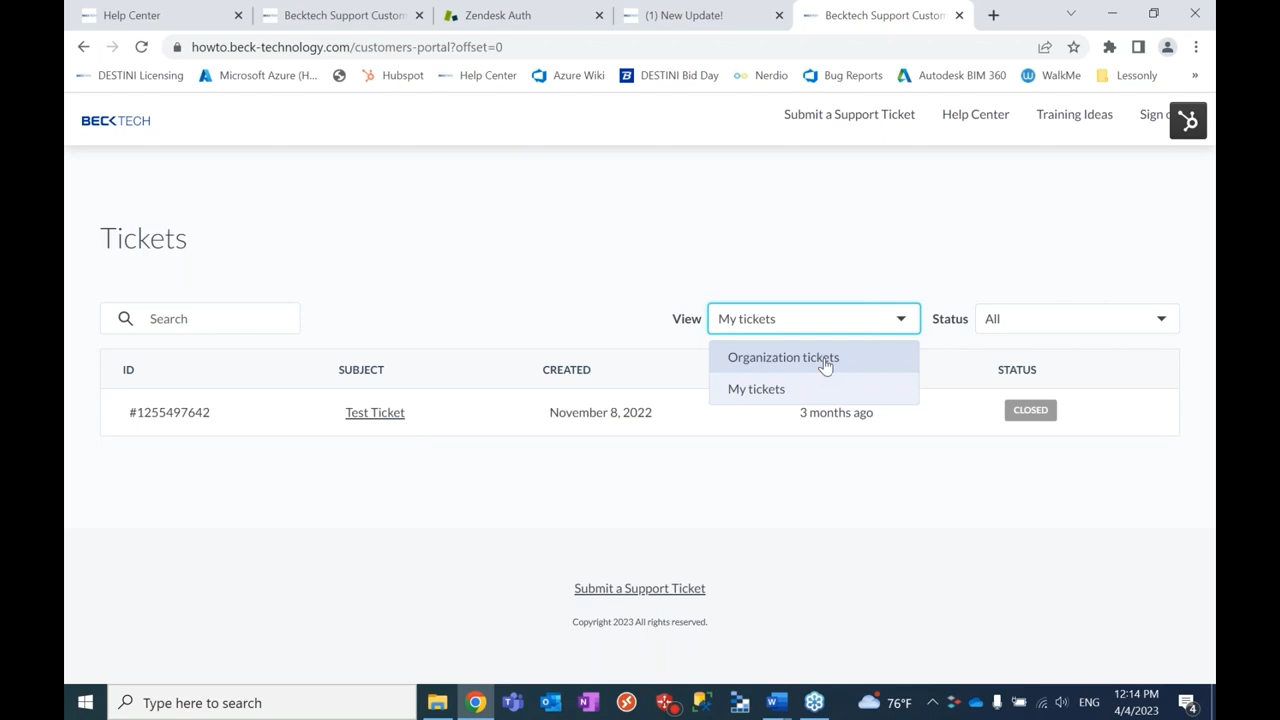 Help Center
Becktech Support Custom
Zendesk Auth
(1) New Update!
Becktech Support Custom
howto.beck-technology.com/customers-portal?offset=0
DESTINI Licensing
Microsoft Azure (H...
Hubspot
Help Center
Azure Wiki
DESTINI Bid Day
Nerdio
Bug Reports
Autodesk BIM 360
WalkMe
Lessonly
»
BECK TECH
Submit a Support Ticket
Help Center
Training Ideas
Sign
Tickets
Search
View
My tickets
Status
All
Organization tickets
My tickets
ID
SUBJECT
CREATED
STATUS
#1255497642
Test Ticket
November 8, 2022
3 months ago
CLOSED
Submit a Support Ticket
Copyright 2023 All rights reserved.
Type here to search
76°F
ENG
12:14 PM
4/4/2023
4